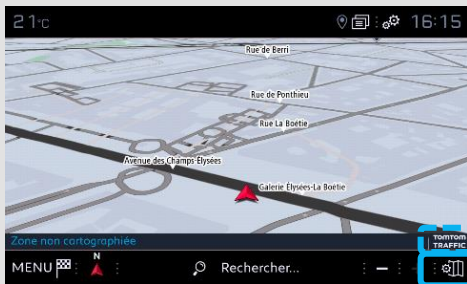 21°C 16:15
Rue de Berri
Rue de Ponthieu
Rue La Boétie
Avenue des Champs-Élysées
Galerie Élysées-La Boétie
Zone non cartographiée
TOMTOM
TRAFFIC
MENU
Rechercher...